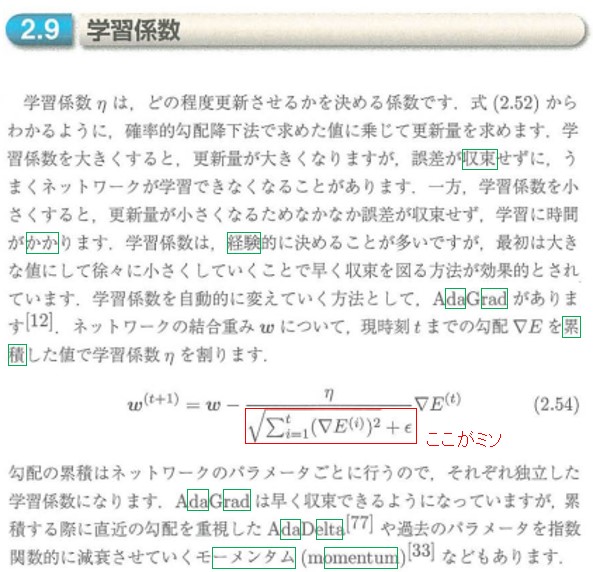 2.9 学習係数
学習係数 η は，どの程度更新させるかを決める係数です．式 (2.52) から
わかるように，確率的勾配降下法で求めた値に乗じて更新量を求めます．学
習係数を大きくすると，更新量が大きくなりますが，誤差が収束せずに，う
まくネットワークが学習できなくなることがあります．一方，学習係数を小
さくすると，更新量が小さくなるためなかなか誤差が収束せず，学習に時間
がかかります．学習係数は，経験的に決めることが多いですが，最初は大き
な値にして徐々に小さくしていくことで早く収束を図る方法が効果的とされ
ています．学習係数を自動的に変えていく方法として，AdaGrad がありま
す[12]．ネットワークの結合重み w について，現時刻 t までの勾配 ∇E を累
積した値で学習係数 η を割ります．
w^(t+1) = w − η / √(∑_{i=1}^{t} (∇E^(i))² + ϵ) ∇E^(t) (2.54)
ここがミソ
勾配の累積はネットワークのパラメータごとに行うので，それぞれ独立した
学習係数になります．AdaGrad は早く収束できるようになっていますが，累
積する際に直近の勾配を重視した AdaDelta[77] や過去のパラメータを指数
関数的に減衰させていくモーメンタム (momentum)[33] などもあります．